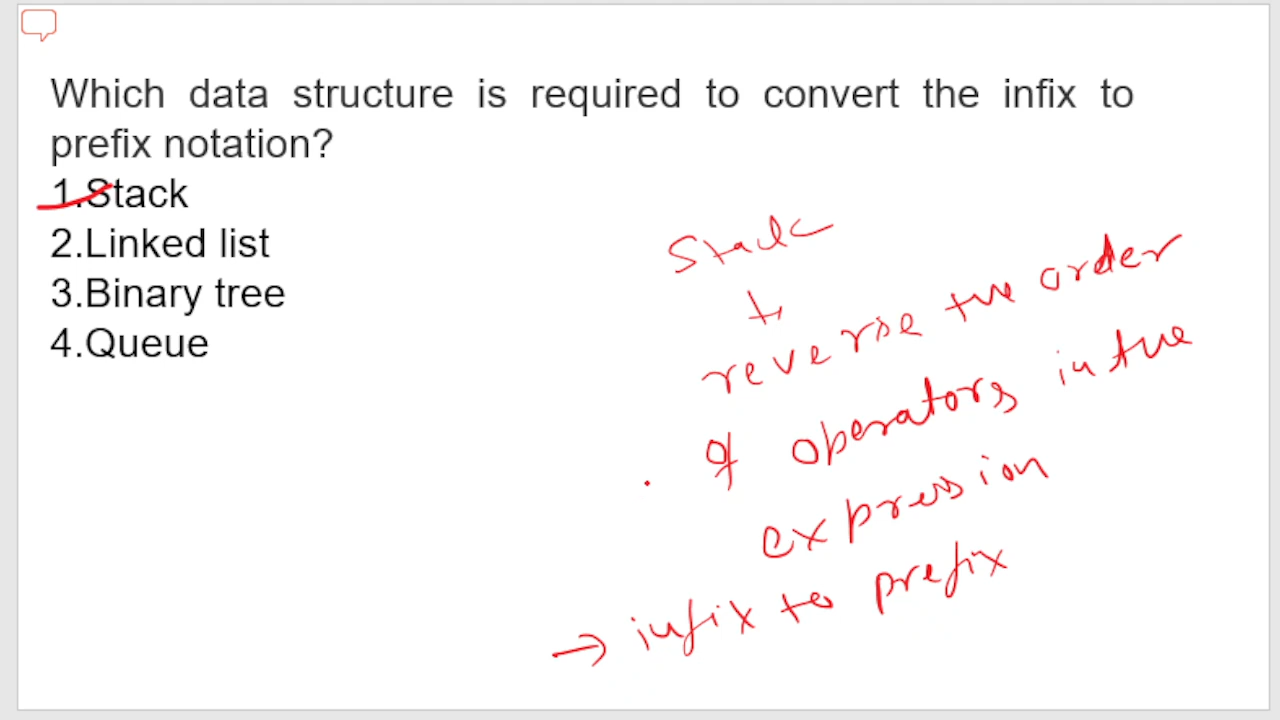 Which data structure is required to convert the infix to
prefix notation?
1.Stack
2.Linked list
3.Binary tree
4.Queue
Stack
to
reverse the order
of operators in the
expression
→ infix to prefix